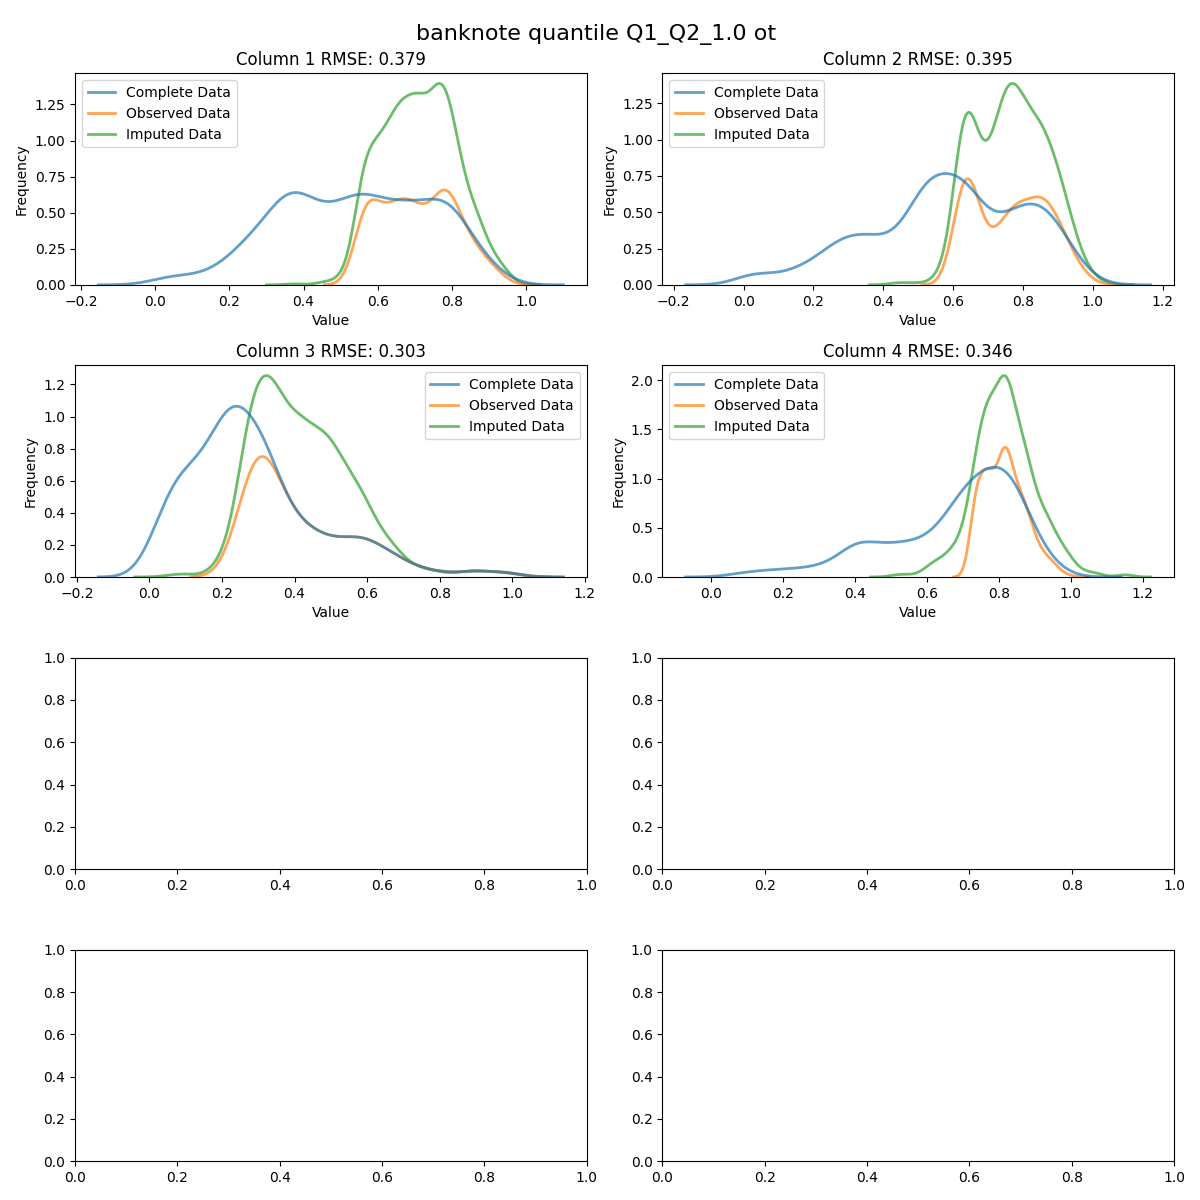 banknote quantile Q1_Q2_1.0 ot
Column 1 RMSE: 0.379
Complete Data
Observed Data
Imputed Data
Frequency
1.25
1.00
0.75
0.50
0.25
0.00
−0.2 0.0 0.2 0.4 0.6 0.8 1.0
Value
Column 2 RMSE: 0.395
Complete Data
Observed Data
Imputed Data
Frequency
1.25
1.00
0.75
0.50
0.25
0.00
−0.2 0.0 0.2 0.4 0.6 0.8 1.0 1.2
Value
Column 3 RMSE: 0.303
Complete Data
Observed Data
Imputed Data
Frequency
1.2
1.0
0.8
0.6
0.4
0.2
0.0
−0.2 0.0 0.2 0.4 0.6 0.8 1.0 1.2
Value
Column 4 RMSE: 0.346
Complete Data
Observed Data
Imputed Data
Frequency
2.0
1.5
1.0
0.5
0.0
0.0 0.2 0.4 0.6 0.8 1.0 1.2
Value
1.0
0.8
0.6
0.4
0.2
0.0
0.0 0.2 0.4 0.6 0.8 1.0
1.0
0.8
0.6
0.4
0.2
0.0
0.0 0.2 0.4 0.6 0.8 1.0
1.0
0.8
0.6
0.4
0.2
0.0
0.0 0.2 0.4 0.6 0.8 1.0
1.0
0.8
0.6
0.4
0.2
0.0
0.0 0.2 0.4 0.6 0.8 1.0